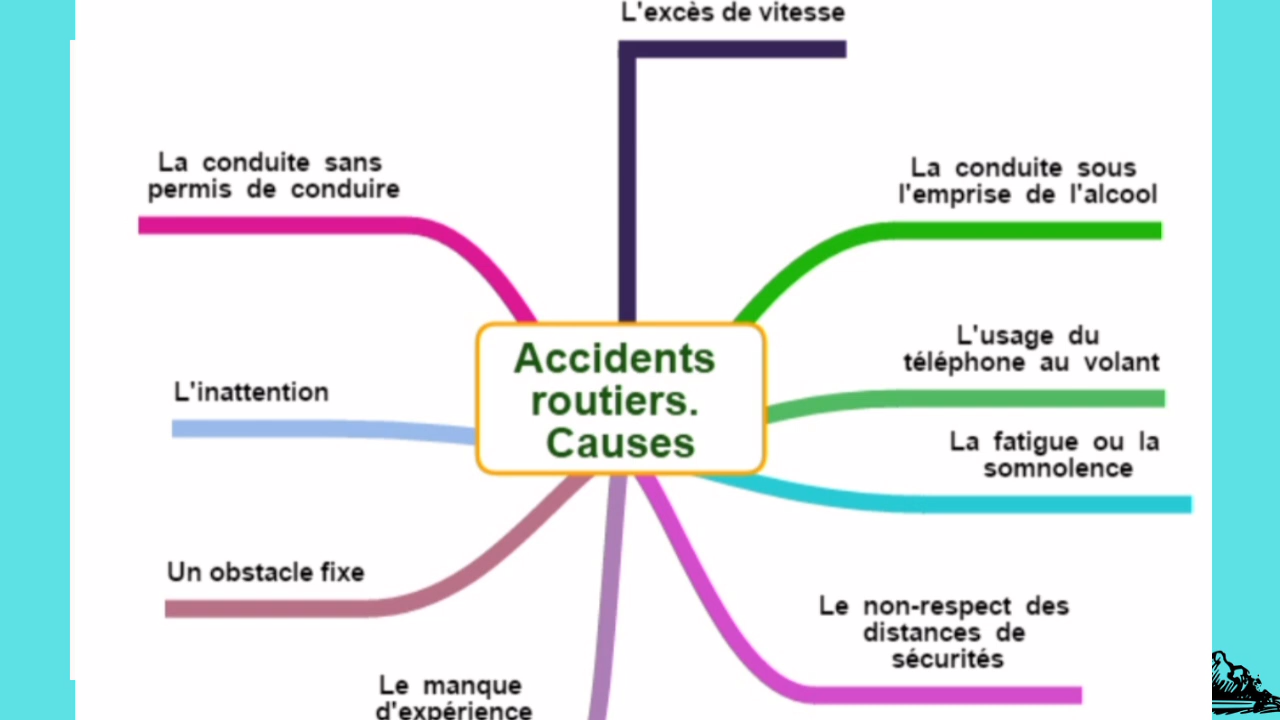 L'excès de vitesse
La conduite sans
permis de conduire
La conduite sous
l'emprise de l'alcool
L'usage du
téléphone au volant
Accidents
routiers.
Causes
L'inattention
La fatigue ou la
somnolence
Un obstacle fixe
Le non-respect des
distances de
sécurités
Le manque
d'expérience